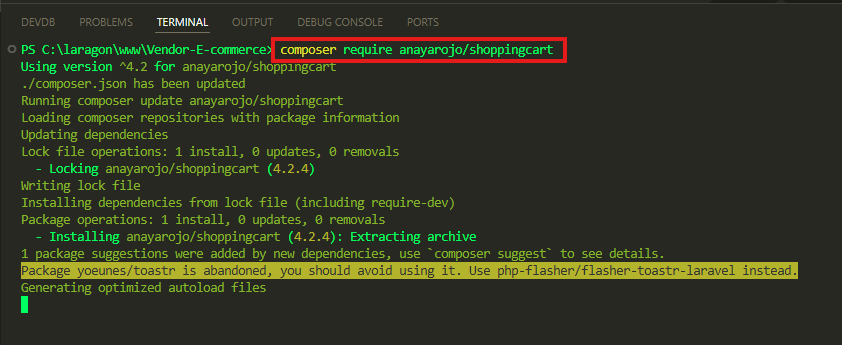 DEVDB PROBLEMS TERMINAL OUTPUT DEBUG CONSOLE PORTS
PS C:\laragon\www\Vendor-E-commerce> composer require anayarojo/shoppingcart
Using version ^4.2 for anayarojo/shoppingcart
./composer.json has been updated
Running composer update anayarojo/shoppingcart
Loading composer repositories with package information
Updating dependencies
Lock file operations: 1 install, 0 updates, 0 removals
  - Locking anayarojo/shoppingcart (4.2.4)
Writing lock file
Installing dependencies from lock file (including require-dev)
Package operations: 1 install, 0 updates, 0 removals
  - Installing anayarojo/shoppingcart (4.2.4): Extracting archive
1 package suggestions were added by new dependencies, use `composer suggest` to see details.
Package yoeunes/toastr is abandoned, you should avoid using it. Use php-flasher/flasher-toastr-laravel instead.
Generating optimized autoload files